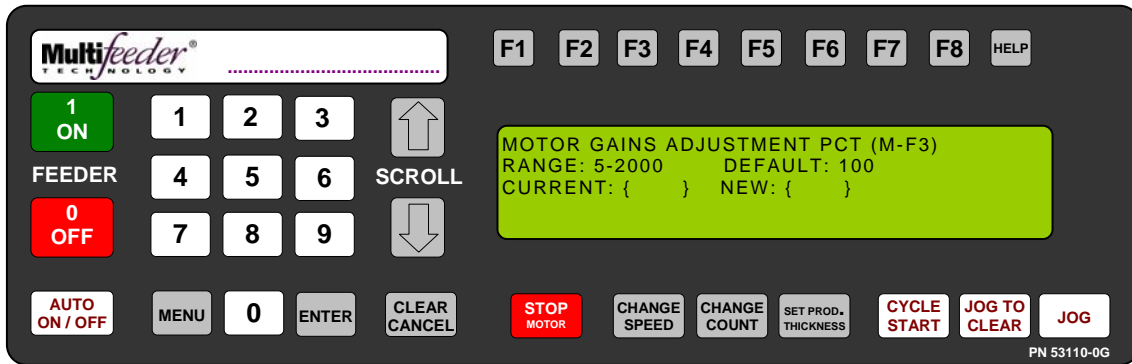 Multifeeder®
TECHNOLOGY
F1 F2 F3 F4 F5 F6 F7 F8 HELP
1
ON
FEEDER
0
OFF
1 2 3
4 5 6
7 8 9
SCROLL
MOTOR GAINS ADJUSTMENT PCT (M-F3)
RANGE: 5-2000 DEFAULT: 100
CURRENT: { } NEW: { }
AUTO
ON / OFF
MENU
0
ENTER
CLEAR
CANCEL
STOP
MOTOR
CHANGE
SPEED
CHANGE
COUNT
SET PROD.
THICKNESS
CYCLE
START
JOG TO
CLEAR
JOG
PN 53110-0G